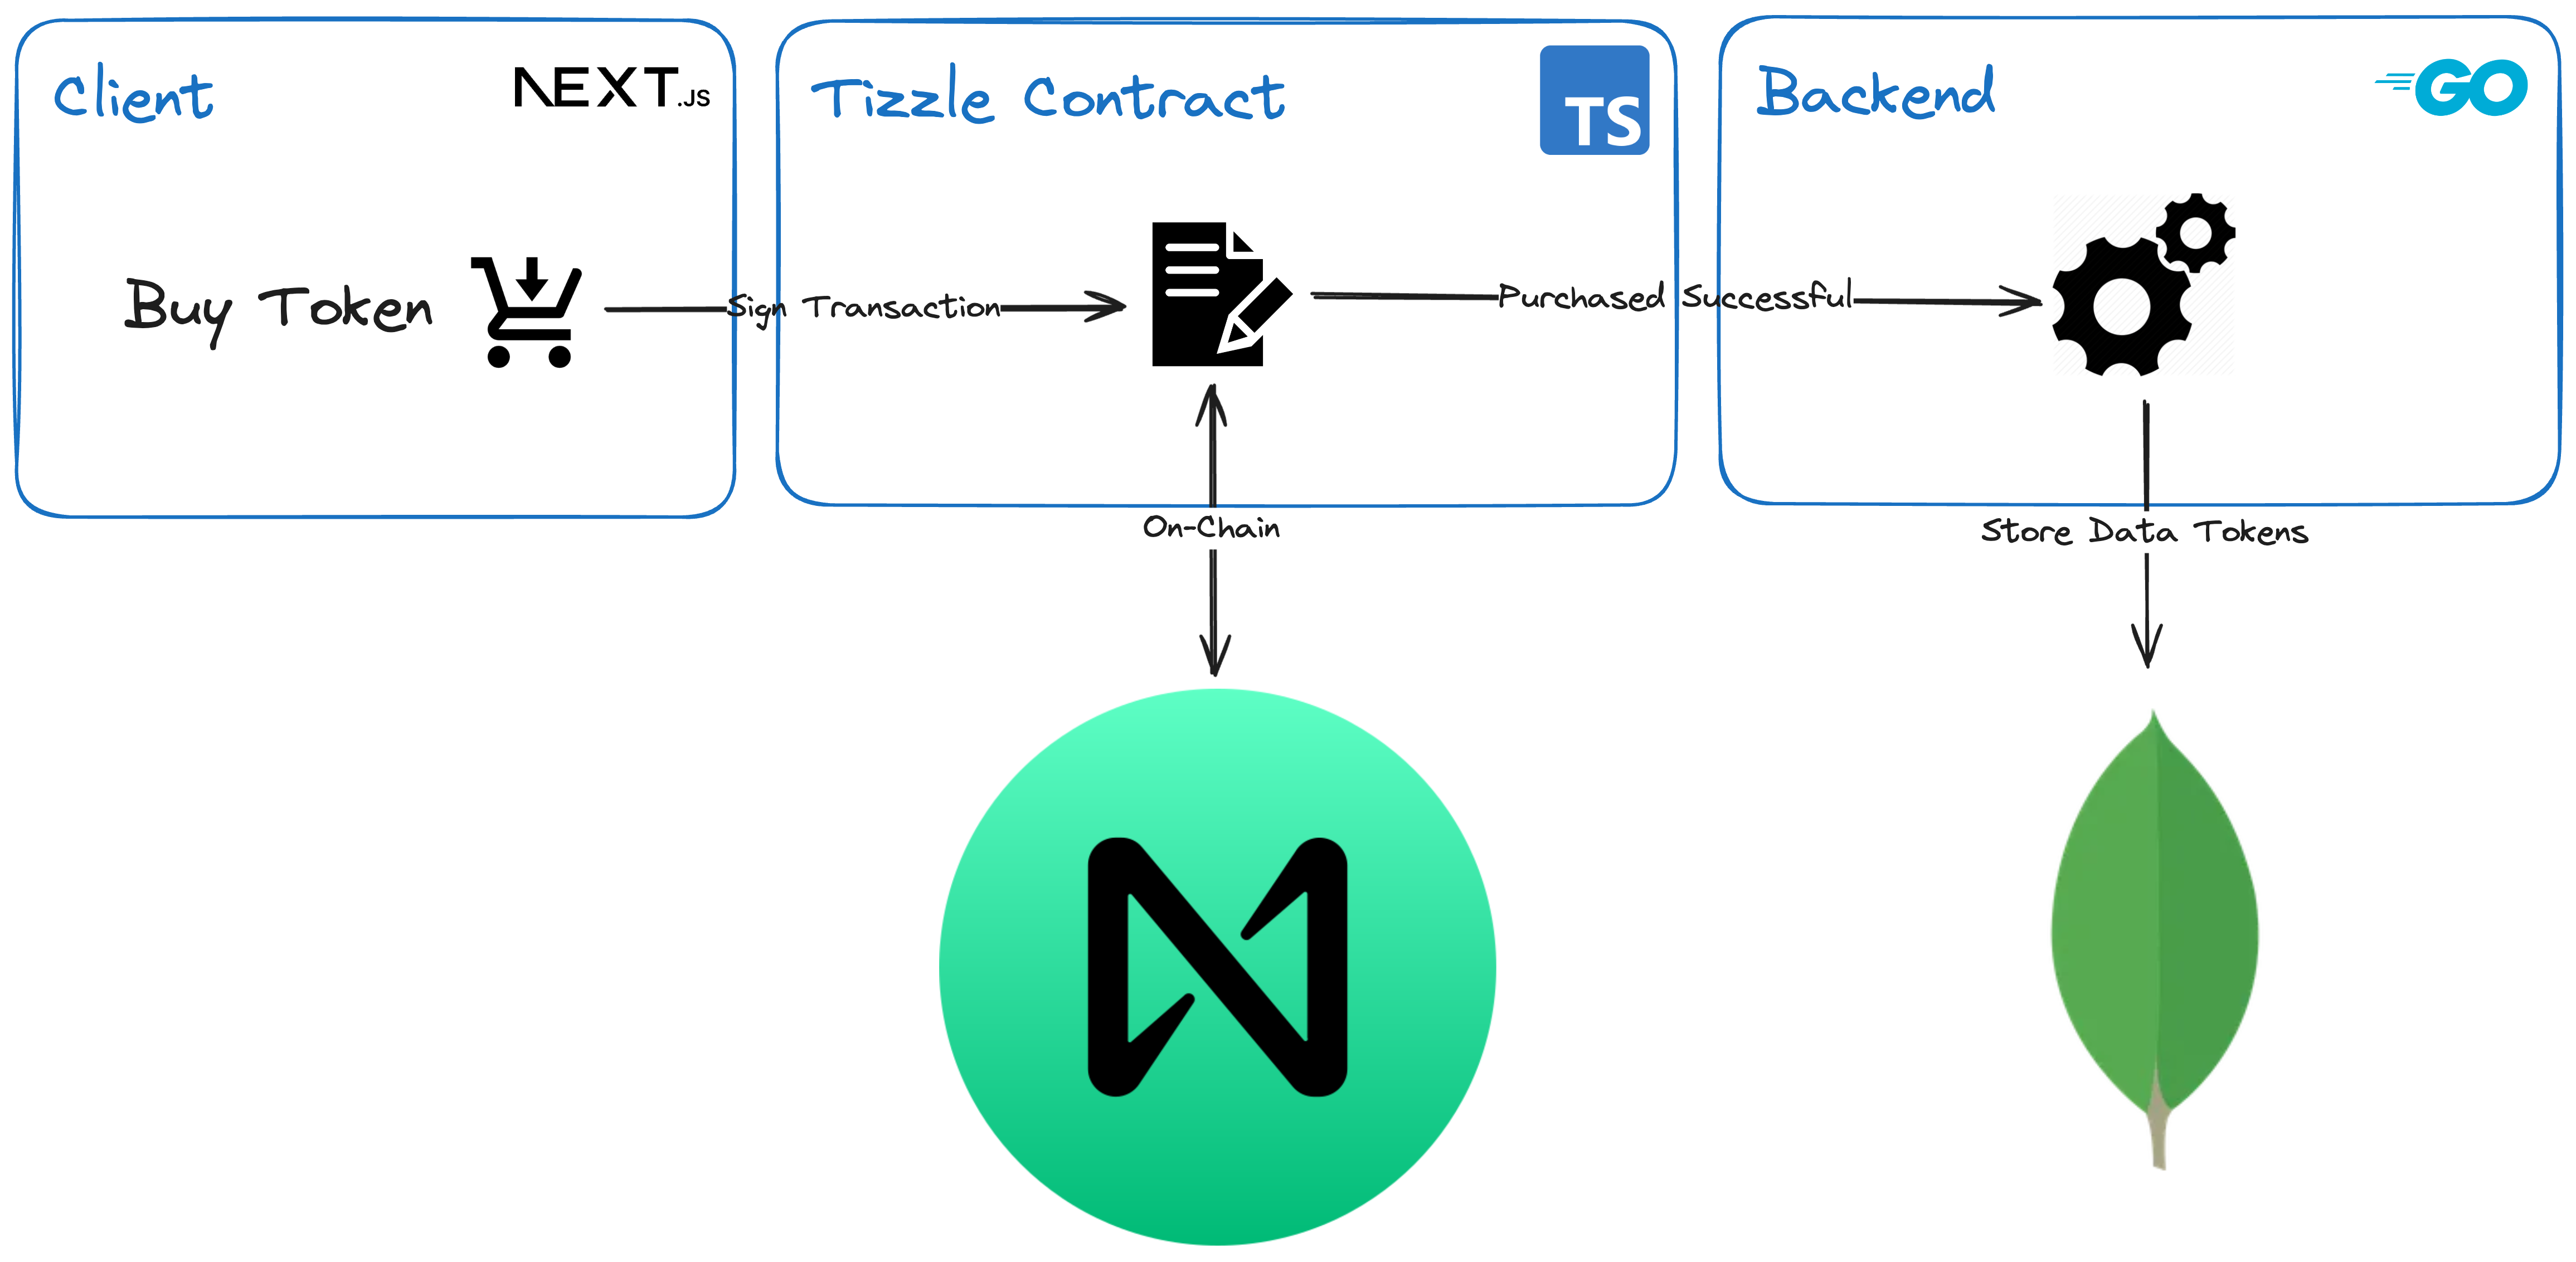 Client
NEXT.JS
Tizzle Contract
TS
Backend
GO
Buy Token
Sign Transaction
Purchased Successful
On-Chain
Store Data Tokens